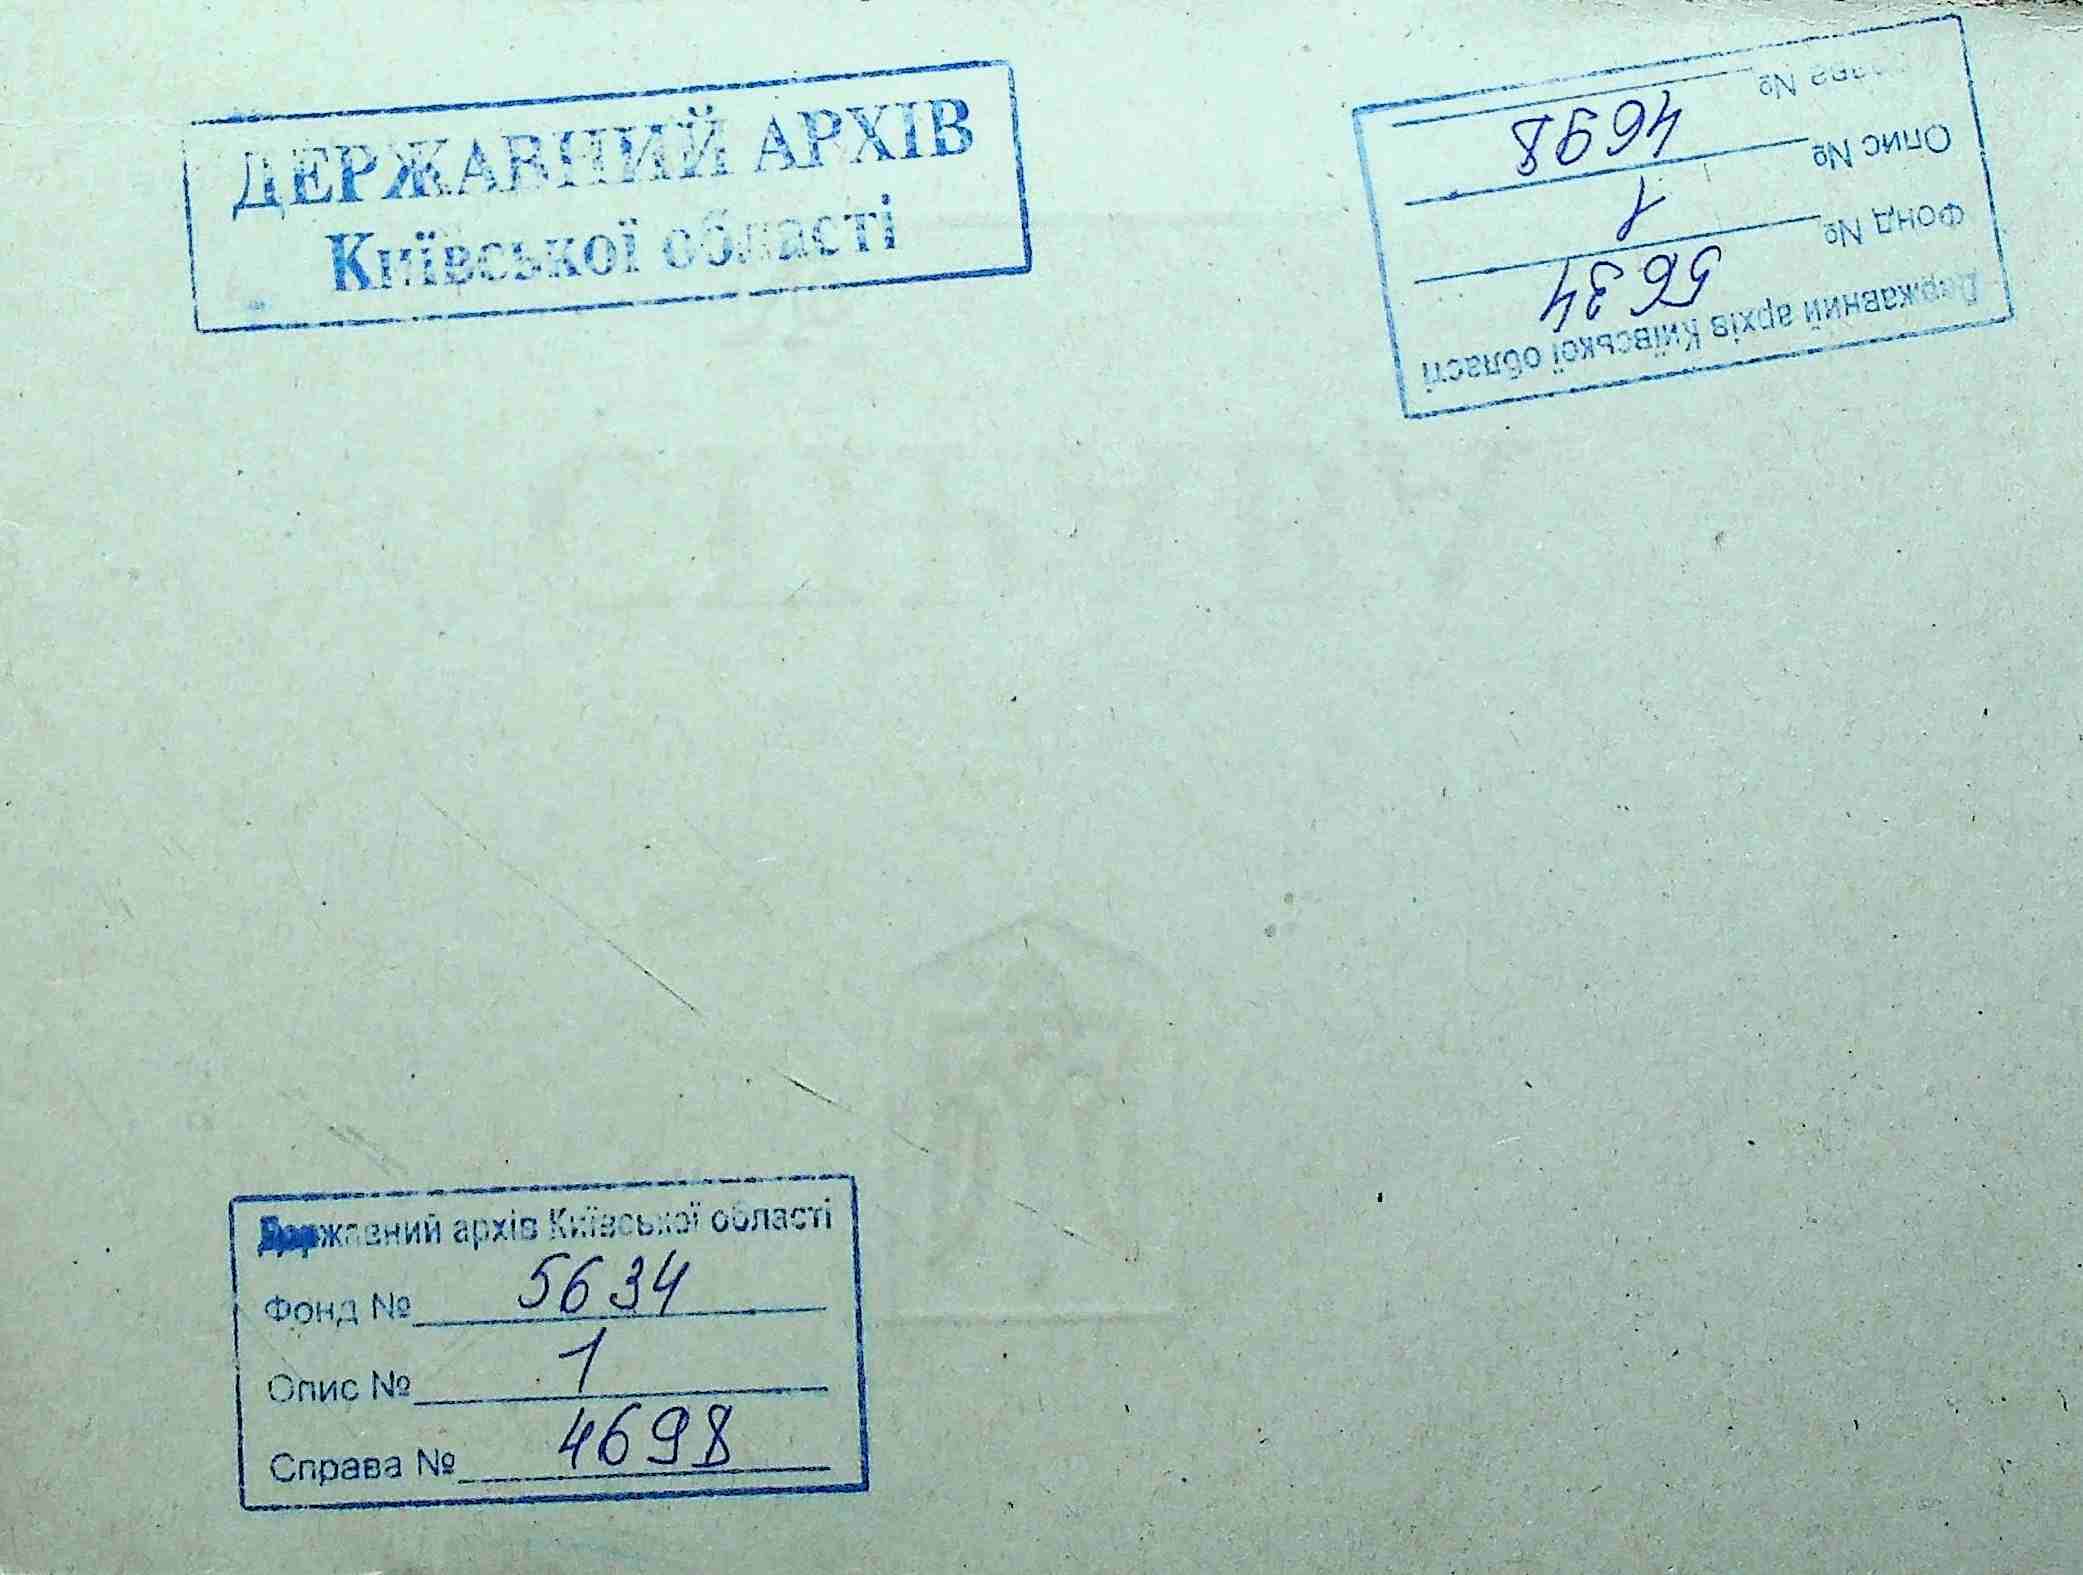 ДЕРЖАВНИЙ АРХІВ
Київської області
Державний архів Київської області
Фонд № 5634
Опис № 1
Справа № 4698
Державний архів Київської області
Фонд № 5634
Опис № 1
Справа № 4698